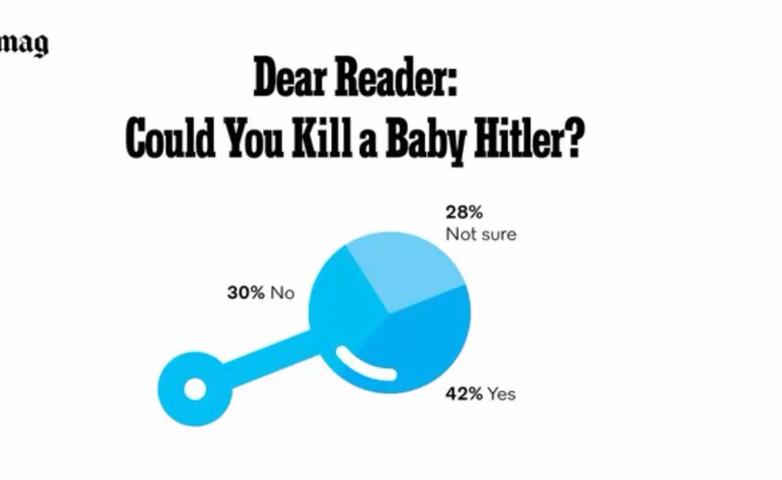 mag
Dear Reader:
Could You Kill a Baby Hitler?
28%
Not sure
30% No
42% Yes